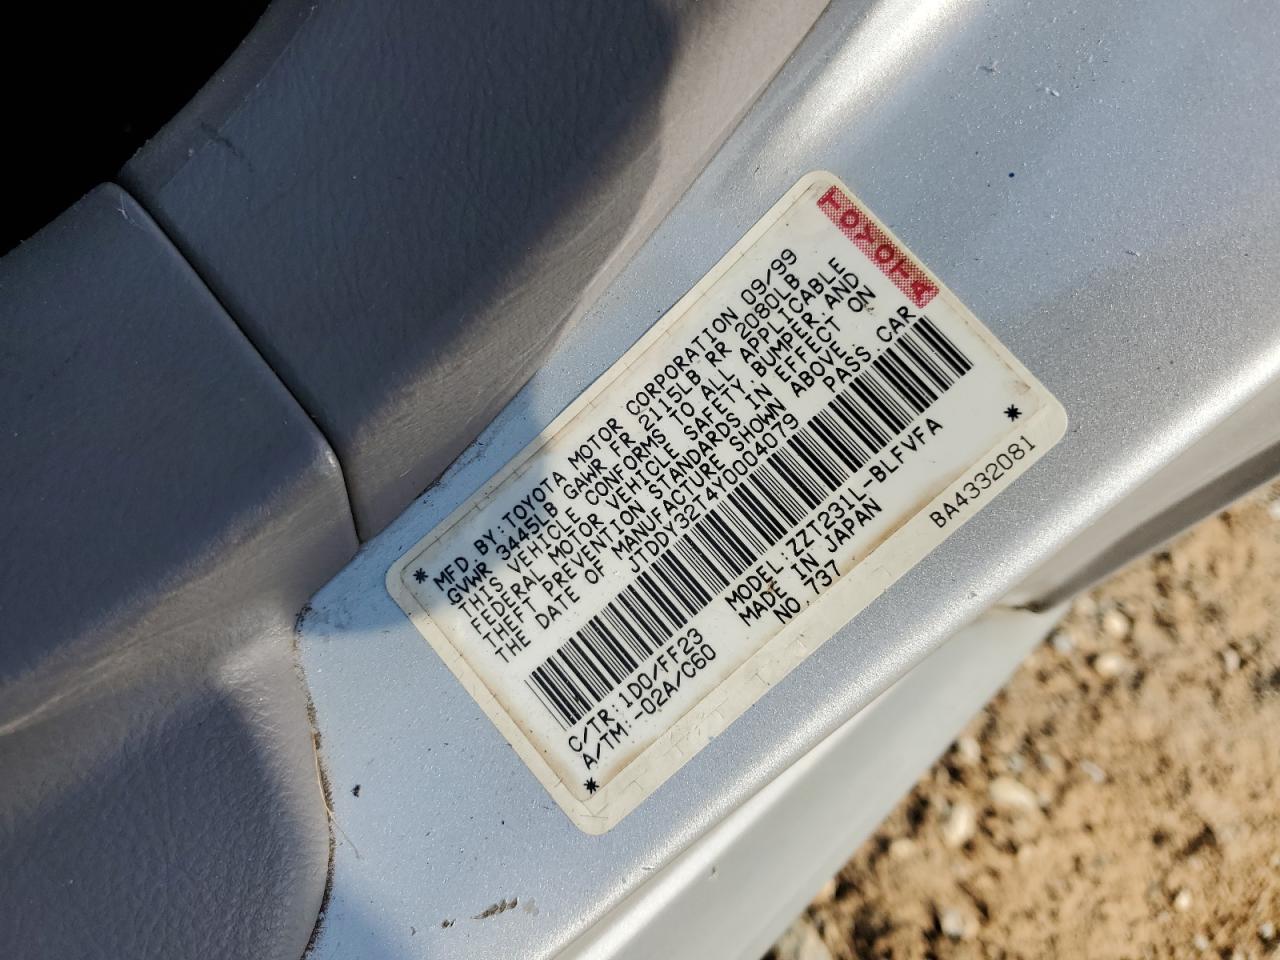 TOYOTA
MFD BY: TOYOTA MOTOR CORPORATION 09/99
GVWR 3445LB GAWR FR 2115LB RR 2080LB
THIS VEHICLE CONFORMS TO ALL APPLICABLE
FEDERAL MOTOR VEHICLE SAFETY, BUMPER, AND
THEFT PREVENTION STANDARDS IN EFFECT ON
THE DATE OF MANUFACTURE SHOWN ABOVE.
JTDDY32T4Y0004079 PASS. CAR
C/TR: 1D0/FF23 MODEL: ZZT231L-BLFVFA
A/TM: -02A/C60 MADE IN JAPAN
NO. 737 BA4332081